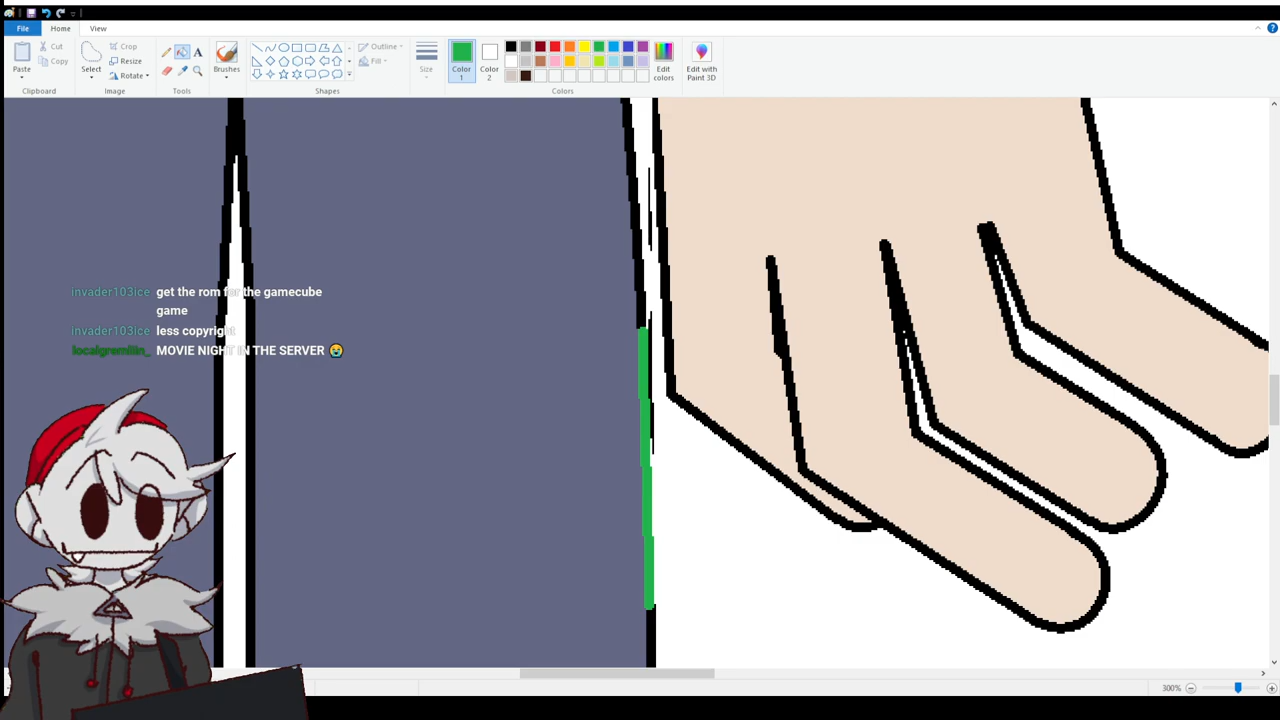 File Home View
Paste
Cut
Copy
Clipboard
Select
Crop
Resize
Rotate
Image
A
Tools
Brushes
Shapes
Outline
Fill
Size
Color
1
Color
2
Edit
colors
Colors
Edit with
Paint 3D
invader103ice get the rom for the gamecube
game
invader103ice less copyright
localgremliin_ MOVIE NIGHT IN THE SERVER 😭
300%